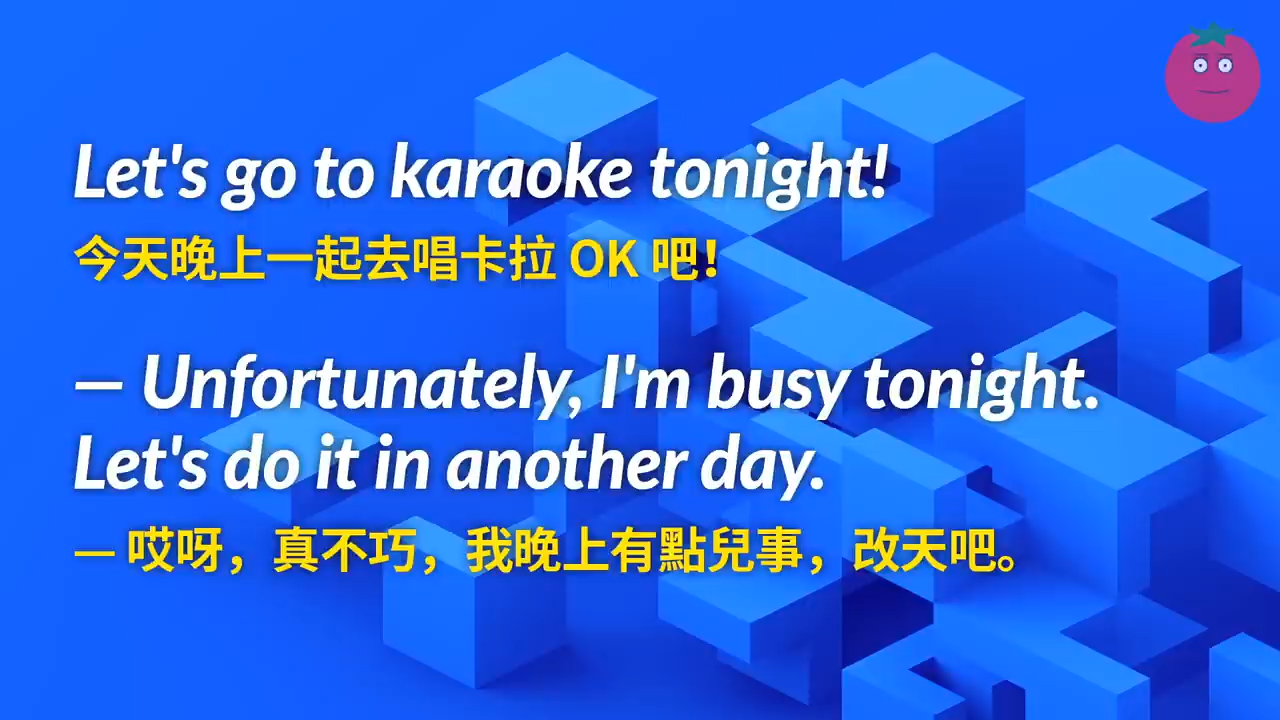 Let's go to karaoke tonight!
今天晚上一起去唱卡拉 OK 吧!
— Unfortunately, I'm busy tonight.
Let's do it in another day.
— 哎呀，真不巧，我晚上有點兒事，改天吧。